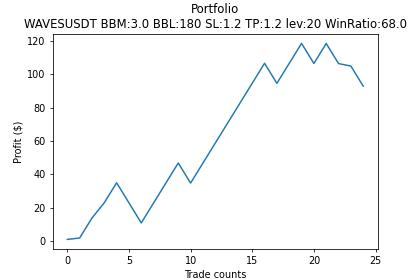 Portfolio
WAVESUSDT BBM:3.0 BBL:180 SL:1.2 TP:1.2 lev:20 WinRatio:68.0
120
100
80
60
40
20
0
Profit ($)
0 5 10 15 20 25
Trade counts